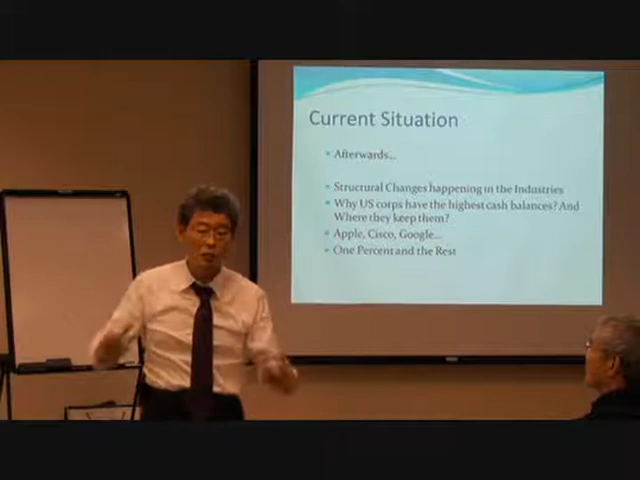 Current Situation
Afterwards...
Structural Changes happening in the Industries
Why US corps have the highest cash balances? And
Where they keep them?
Apple, Cisco, Google...
One Percent and the Rest